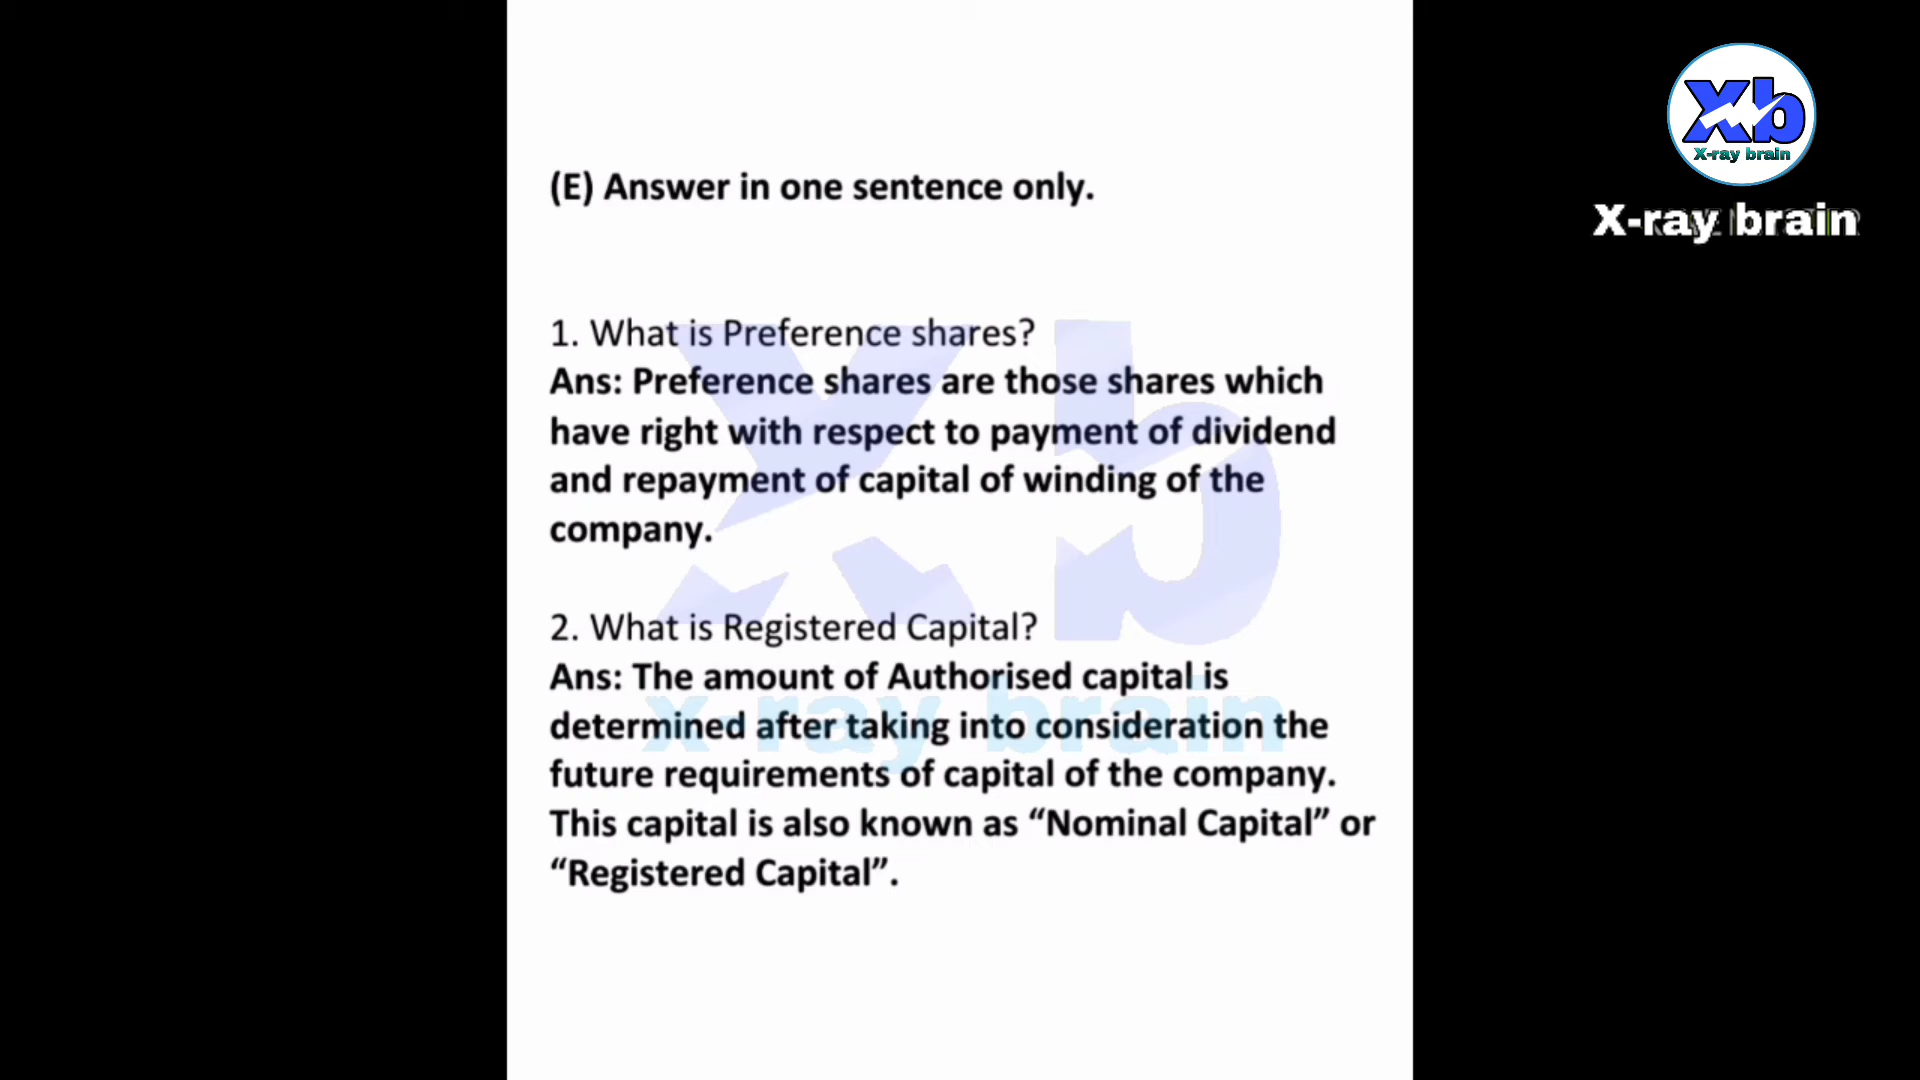 Xb
X-ray brain
X-ray brain
(E) Answer in one sentence only.
1. What is Preference shares?
Ans: Preference shares are those shares which
have right with respect to payment of dividend
and repayment of capital of winding of the
company.
2. What is Registered Capital?
Ans: The amount of Authorised capital is
determined after taking into consideration the
future requirements of capital of the company.
This capital is also known as “Nominal Capital” or
“Registered Capital”.
Xb
x-ray brain